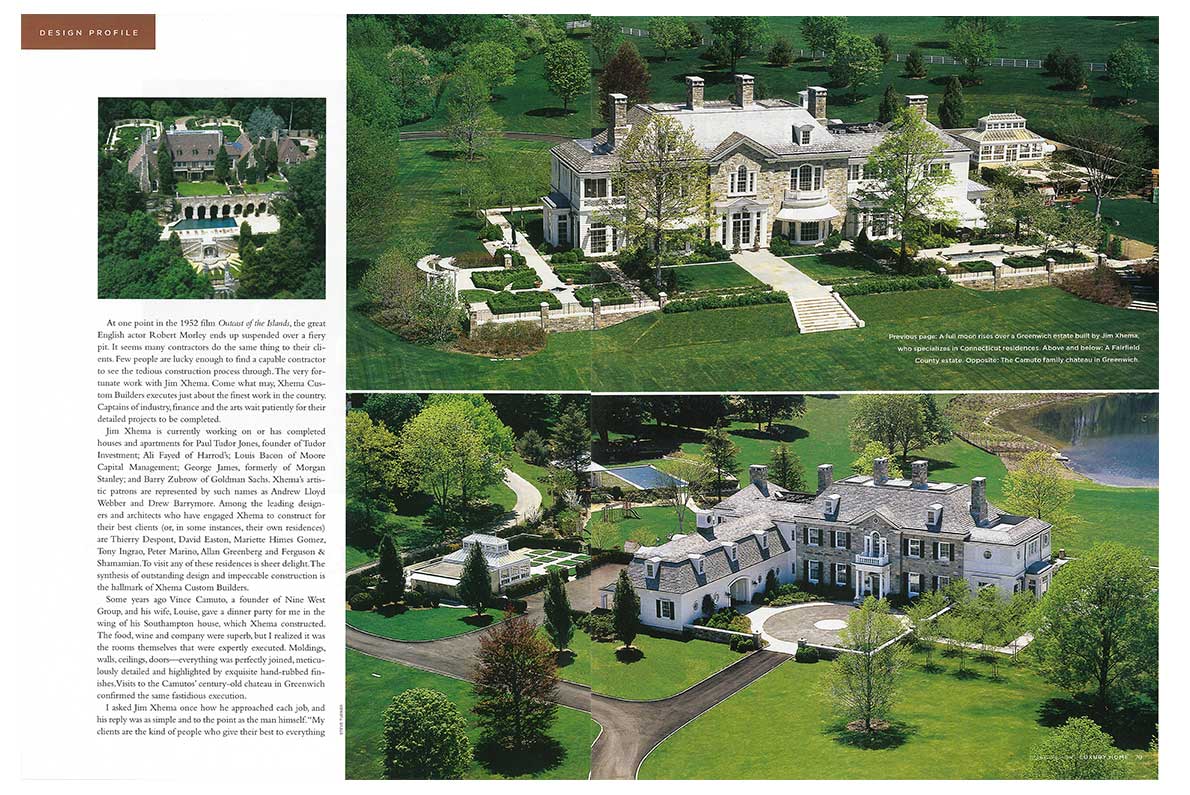 DESIGN PROFILE
At one point in the 1952 film Outcast of the Islands, the great
English actor Robert Morley ends up suspended over a fiery
pit. It seems many contractors do the same thing to their cli-
ents. Few people are lucky enough to find a capable contractor
to see the tedious construction process through. The very for-
tunate work with Jim Xhema. Come what may, Xhema Cus-
tom Builders executes just about the finest work in the country.
Captains of industry, finance and the arts wait patiently for their
detailed projects to be completed.
Jim Xhema is currently working on or has completed
houses and apartments for Paul Tudor Jones, founder of Tudor
Investment; Ali Fayed of Harrod's; Louis Bacon of Moore
Capital Management; George James, formerly of Morgan
Stanley; and Barry Zubrow of Goldman Sachs. Xhema's artis-
tic patrons are represented by such names as Andrew Lloyd
Webber and Drew Barrymore. Among the leading design-
ers and architects who have engaged Xhema to construct for
their best clients (or, in some instances, their own residences)
are Thierry Despont, David Easton, Mariette Himes Gomez,
Tony Ingrao, Peter Marino, Allan Greenberg and Ferguson &
Shamamian. To visit any of these residences is sheer delight. The
synthesis of outstanding design and impeccable construction is
the hallmark of Xhema Custom Builders.
Some years ago Vince Camuto, a founder of Nine West
Group, and his wife, Louise, gave a dinner party for me in the
wing of his Southampton house, which Xhema constructed.
The food, wine and company were superb, but I realized it was
the rooms themselves that were expertly executed. Moldings,
walls, ceilings, doors—everything was perfectly joined, meticu-
lously detailed and highlighted by exquisite hand-rubbed fin-
ishes. Visits to the Camutos' century-old chateau in Greenwich
confirmed the same fastidious execution.
I asked Jim Xhema once how he approached each job, and
his reply was as simple and to the point as the man himself. "My
clients are the kind of people who give their best to everything
STEVE TURNER
Previous page: A full moon rises over a Greenwich estate built by Jim Xhema,
who specializes in Connecticut residences. Above and below: A Fairfield
County estate. Opposite: The Camuto family chateau in Greenwich.
LUXURY HOME 79